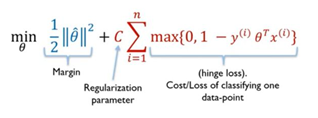 min θ 1/2 ||θ̂||² + C ∑ i=1 n max{0, 1 − y⁽ⁱ⁾ θᵀx⁽ⁱ⁾}
Margin
Regularization
parameter
(hinge loss).
Cost/Loss of classifying one
data-point